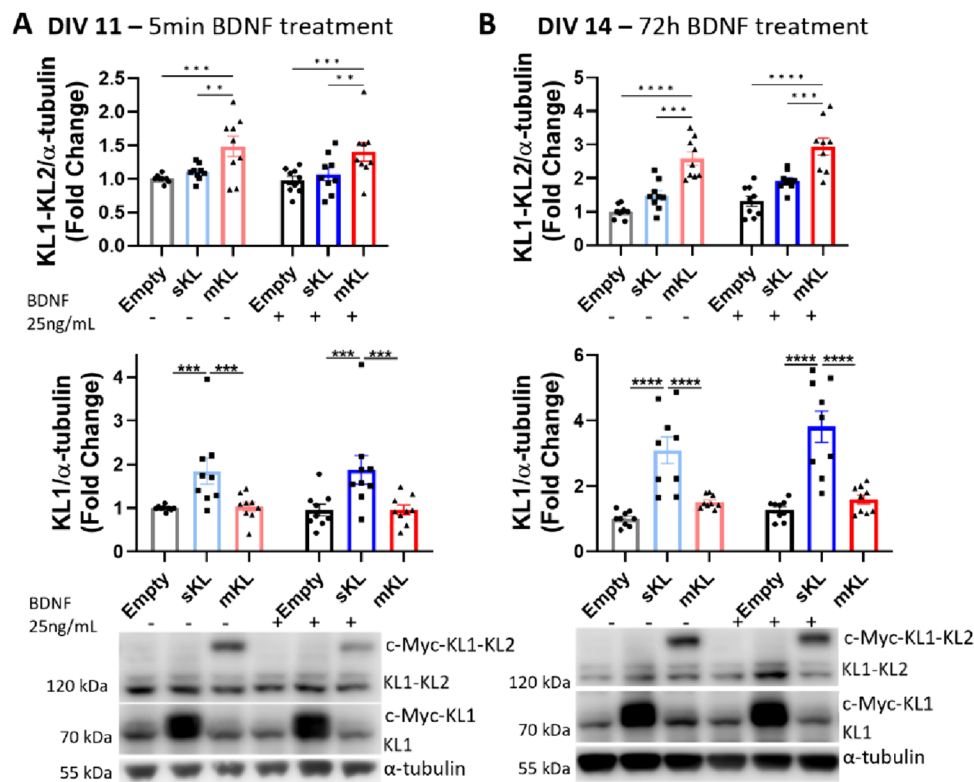 A DIV 11 – 5min BDNF treatment
KL1-KL2/α-tubulin
(Fold Change)
2.5
2.0
1.5
1.0
0.5
0.0
*** ** *** **
Empty sKL mKL Empty sKL mKL
BDNF
25ng/mL
- - - + + +
KL1/α-tubulin
(Fold Change)
4
3
2
1
0
*** *** *** ***
Empty sKL mKL Empty sKL mKL
BDNF
25ng/mL
- - - + + +
c-Myc-KL1-KL2
120 kDa KL1-KL2
c-Myc-KL1
70 kDa KL1
55 kDa α-tubulin
B DIV 14 – 72h BDNF treatment
KL1-KL2/α-tubulin
(Fold Change)
5
4
3
2
1
0
**** *** **** ***
Empty sKL mKL Empty sKL mKL
- - - + + +
KL1/α-tubulin
(Fold Change)
6
4
2
0
**** **** **** ****
Empty sKL mKL Empty sKL mKL
- - - + + +
c-Myc-KL1-KL2
KL1-KL2
120 kDa
c-Myc-KL1
70 kDa KL1
55 kDa α-tubulin